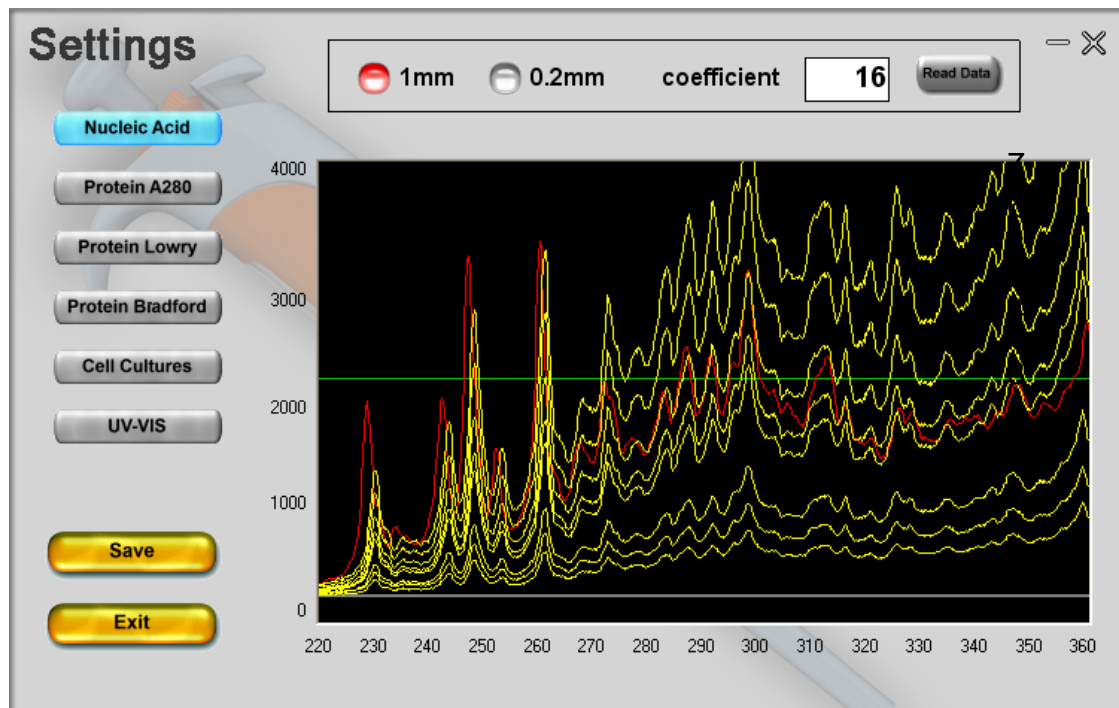 Settings
1mm 0.2mm coefficient 16 Read Data
Nucleic Acid
Protein A280
Protein Lowry
Protein Bradford
Cell Cultures
UV-VIS
Save
Exit
4000
3000
2000
1000
0
220 230 240 250 260 270 280 290 300 310 320 330 340 350 360